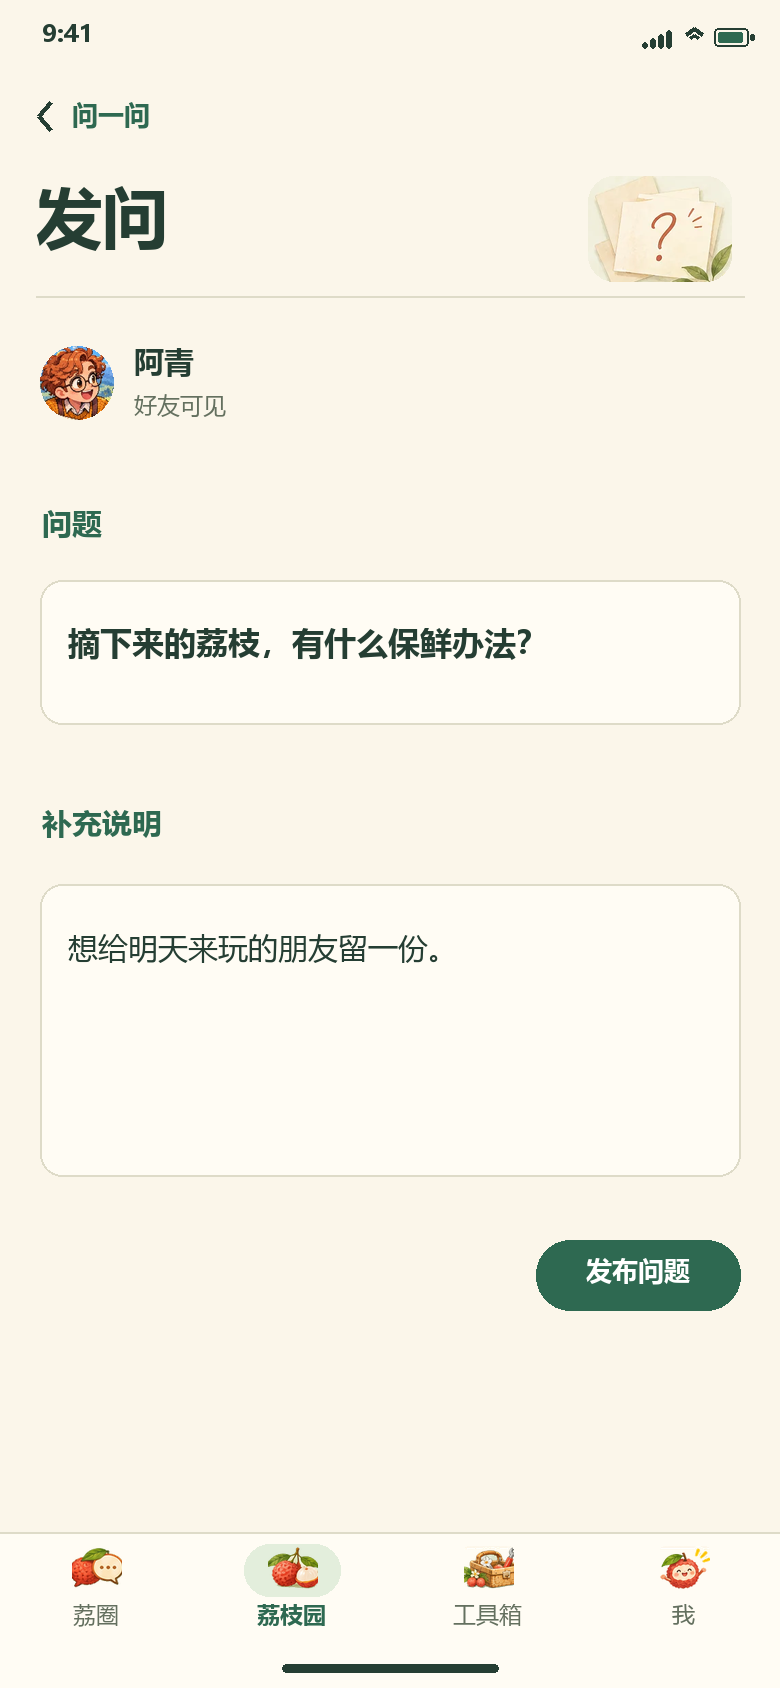 9:41
问一问
发问
?
阿青
好友可见
问题
摘下来的荔枝，有什么保鲜办法？
补充说明
想给明天来玩的朋友留一份。
发布问题
荔圈
荔枝园
工具箱
我